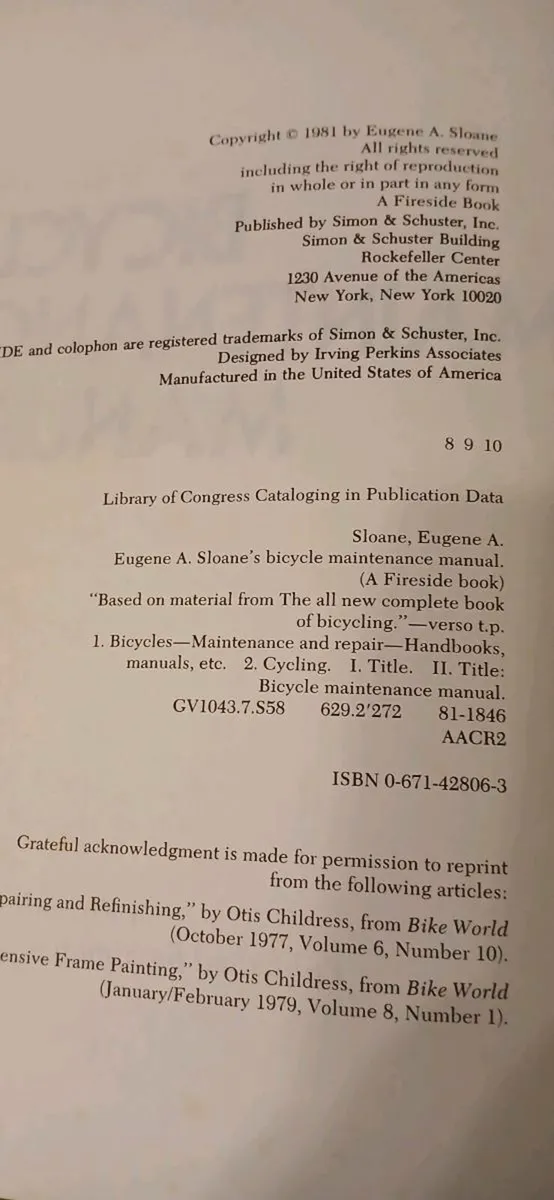 Copyright © 1981 by Eugene A. Sloane
All rights reserved
including the right of reproduction
in whole or in part in any form
A Fireside Book
Published by Simon & Schuster, Inc.
Simon & Schuster Building
Rockefeller Center
1230 Avenue of the Americas
New York, New York 10020
DE and colophon are registered trademarks of Simon & Schuster, Inc.
Designed by Irving Perkins Associates
Manufactured in the United States of America
8 9 10
Library of Congress Cataloging in Publication Data
Sloane, Eugene A.
Eugene A. Sloane's bicycle maintenance manual.
(A Fireside book)
"Based on material from The all new complete book
of bicycling."—verso t.p.
1. Bicycles—Maintenance and repair—Handbooks,
manuals, etc. 2. Cycling. I. Title. II. Title:
Bicycle maintenance manual.
GV1043.7.S58 629.2'272 81-1846
AACR2
ISBN 0-671-42806-3
Grateful acknowledgment is made for permission to reprint
from the following articles:
pairing and Refinishing," by Otis Childress, from Bike World
(October 1977, Volume 6, Number 10).
ensive Frame Painting," by Otis Childress, from Bike World
(January/February 1979, Volume 8, Number 1).